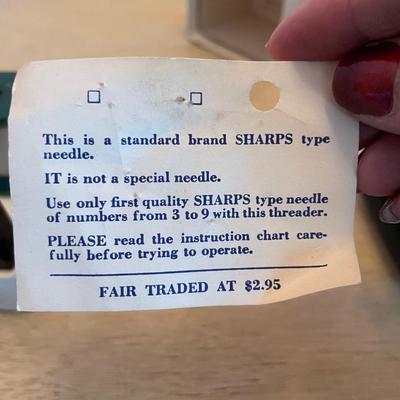 This is a standard brand SHARPS type
needle.
IT is not a special needle.
Use only first quality SHARPS type needle
of numbers from 3 to 9 with this threader.
PLEASE read the instruction chart care-
fully before trying to operate.
FAIR TRADED AT $2.95